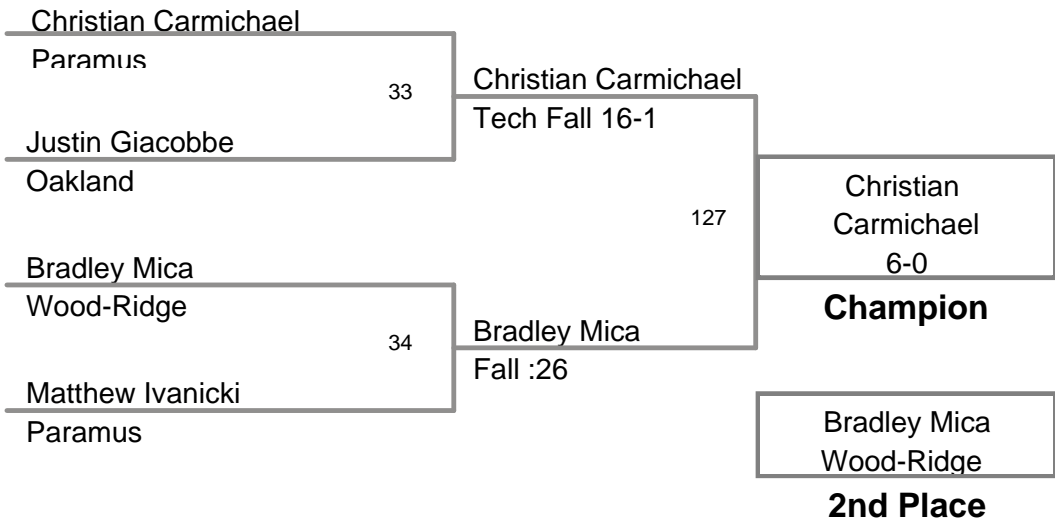 Christian Carmichael
Paramus
33
Justin Giacobbe
Oakland
Christian Carmichael
Tech Fall 16-1
Bradley Mica
Wood-Ridge
34
Matthew Ivanicki
Paramus
Bradley Mica
Fall :26
127
Christian
Carmichael
6-0
Champion
Bradley Mica
Wood-Ridge
2nd Place